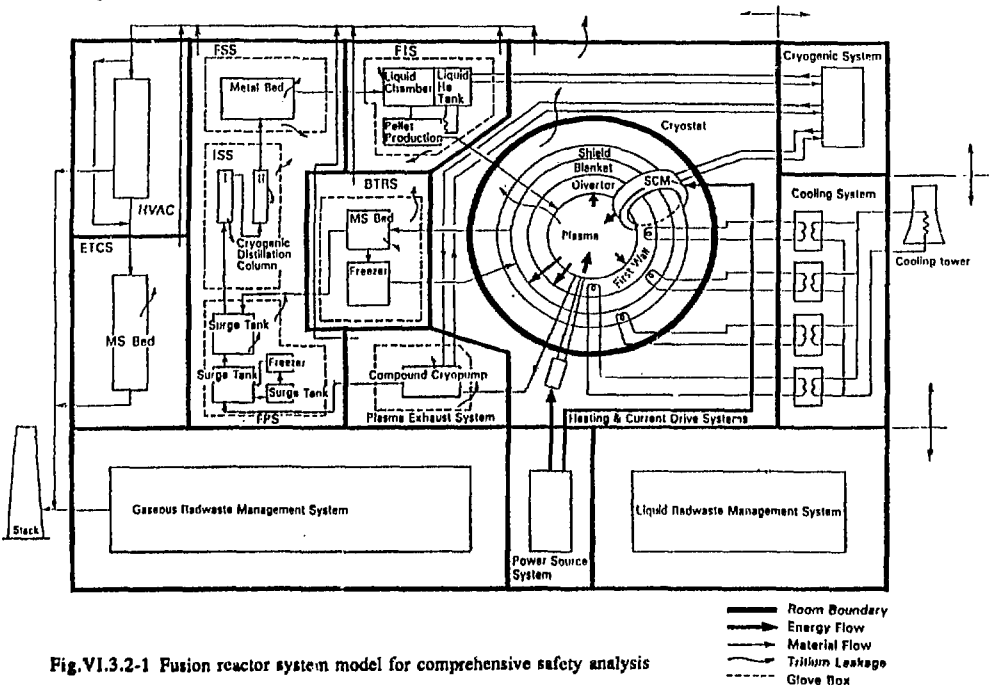 FSS
FIS
Cryogenic System
Metal Bed
Liquid
Chamber
Liquid
He
Tank
Pellet
Production
Cryostat
Shield
Blanket
Divertor
SCM
Plasma
First Wall
ISS
I
II
Cryogenic
Distillation
Column
BTRS
MS Bed
Freezer
HVAC
ETCS
MS Bed
Cooling System
Cooling tower
Surge Tank
Surge Tank
Freezer
Surge Tank
FPS
Compound Cryopump
Plasma Exhaust System
Heating & Current Drive Systems
Stack
Gaseous Radwaste Management System
Power Source
System
Liquid Radwaste Management System
Room Boundary
Energy Flow
Material Flow
Tritium Leakage
Glove Box
Fig.VI.3.2-1 Fusion reactor system model for comprehensive safety analysis